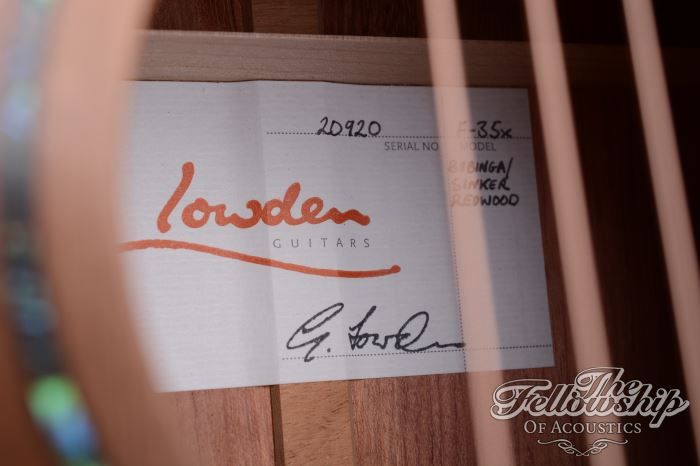 20920 F-35x
SERIAL NO MODEL
BUBINGA/
SINKER
REDWOOD
lowden
GUITARS
G. Lowden
The
Fellowship
OF ACOUSTICS